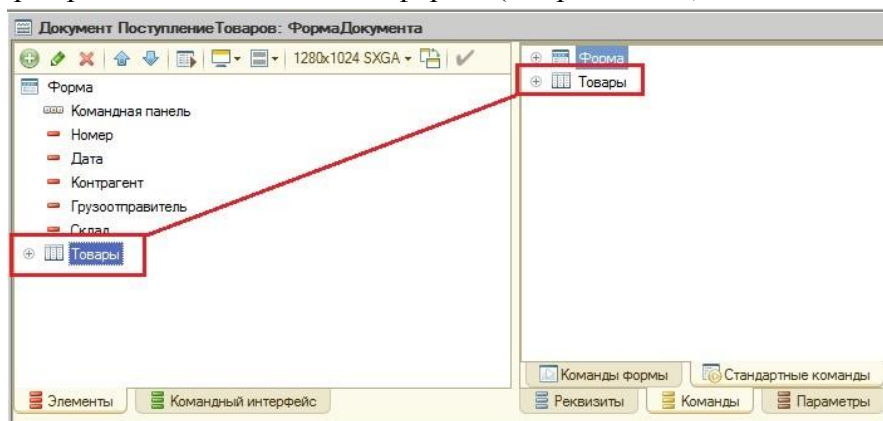 Документ ПоступлениеТоваров: ФормаДокумента
1280x1024 SXGA
Форма
Командная панель
Номер
Дата
Контрагент
Грузоотправитель
Склад
Товары
Элементы
Командный интерфейс
Форма
Товары
Команды формы
Стандартные команды
Реквизиты
Команды
Параметры